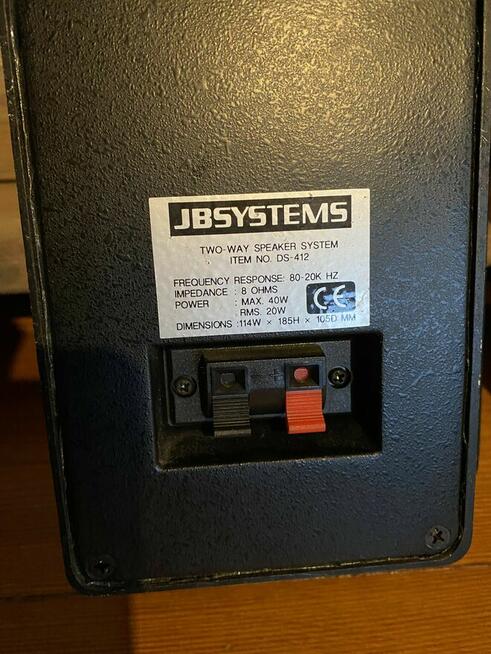 JBSYSTEMS
TWO-WAY SPEAKER SYSTEM
ITEM NO. DS-412
FREQUENCY RESPONSE: 80-20K HZ
IMPEDANCE : 8 OHMS
POWER : MAX. 40W
RMS. 20W
CE
DIMENSIONS :114W × 185H × 105D MM